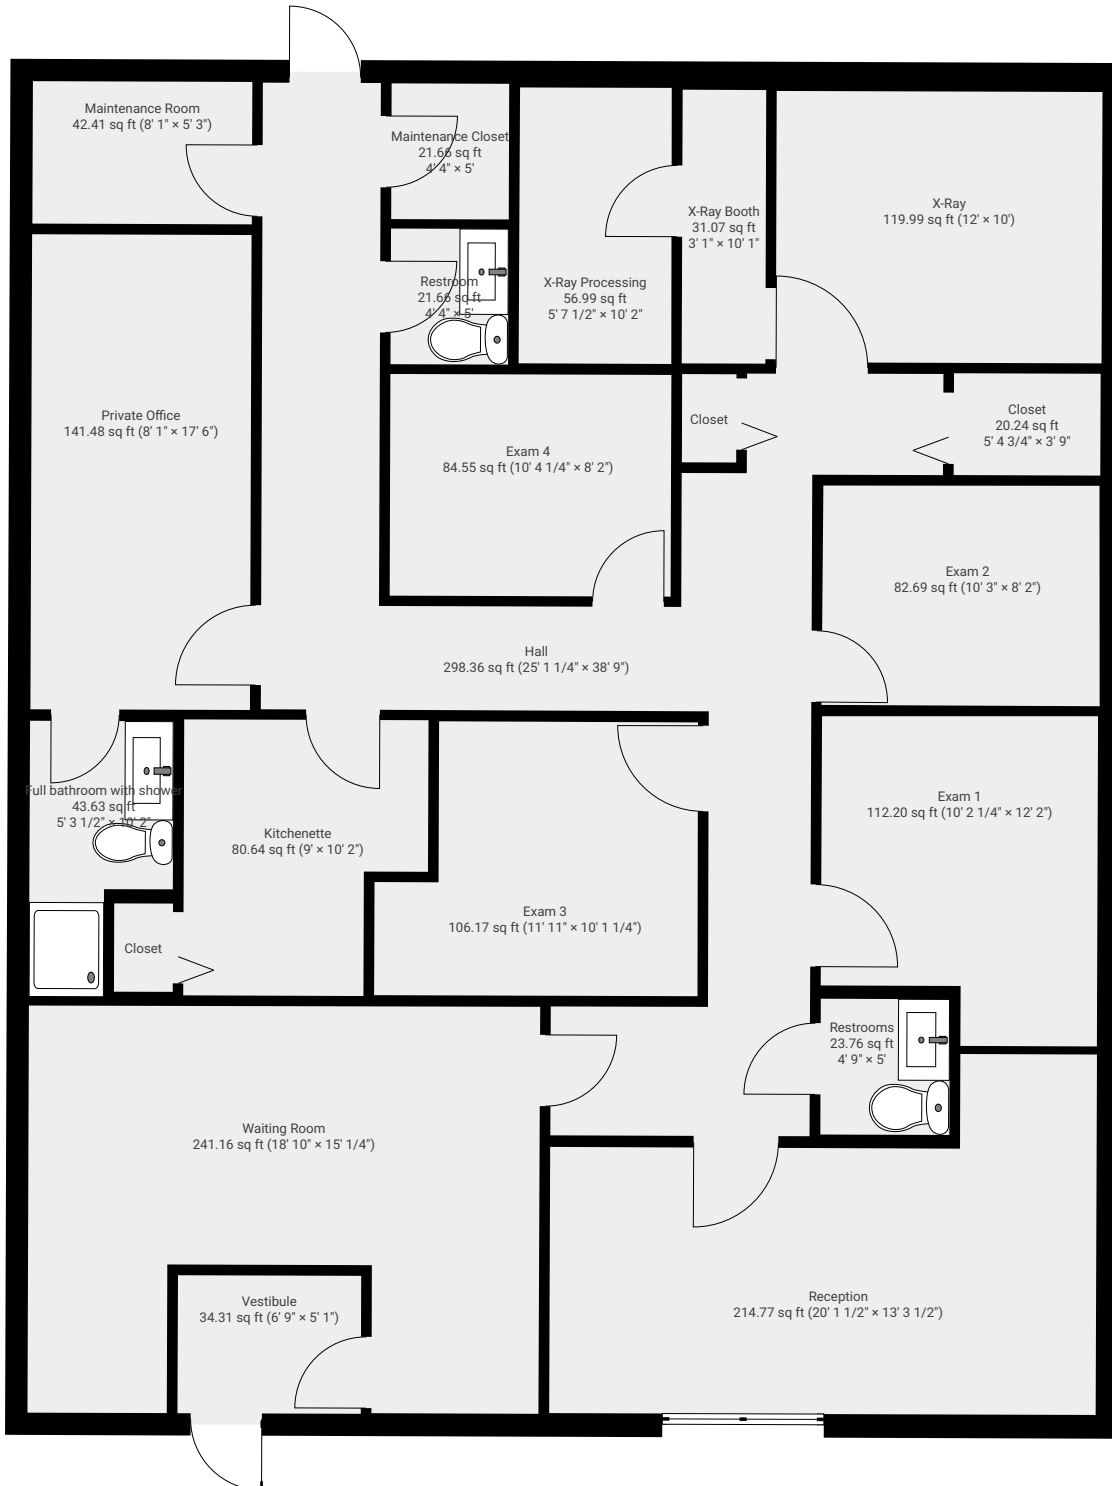 Maintenance Room
42.41 sq ft (8' 1" × 5' 3")
Maintenance Closet
21.66 sq ft
4' 4" × 5'
X-Ray Booth
31.07 sq ft
3' 1" × 10' 1"
X-Ray
119.99 sq ft (12' × 10')
Restroom
21.66 sq ft
4' 4" × 5'
X-Ray Processing
56.99 sq ft
5' 7 1/2" × 10' 2"
Private Office
141.48 sq ft (8' 1" × 17' 6")
Exam 4
84.55 sq ft (10' 4 1/4" × 8' 2")
Closet
Closet
20.24 sq ft
5' 4 3/4" × 3' 9"
Exam 2
82.69 sq ft (10' 3" × 8' 2")
Hall
298.36 sq ft (25' 1 1/4" × 38' 9")
Full bathroom with shower
43.63 sq ft
5' 3 1/2" × 10' 2"
Kitchenette
80.64 sq ft (9' × 10' 2")
Exam 1
112.20 sq ft (10' 2 1/4" × 12' 2")
Exam 3
106.17 sq ft (11' 11" × 10' 1 1/4")
Closet
Restrooms
23.76 sq ft
4' 9" × 5'
Waiting Room
241.16 sq ft (18' 10" × 15' 1/4")
Vestibule
34.31 sq ft (6' 9" × 5' 1")
Reception
214.77 sq ft (20' 1 1/2" × 13' 3 1/2")